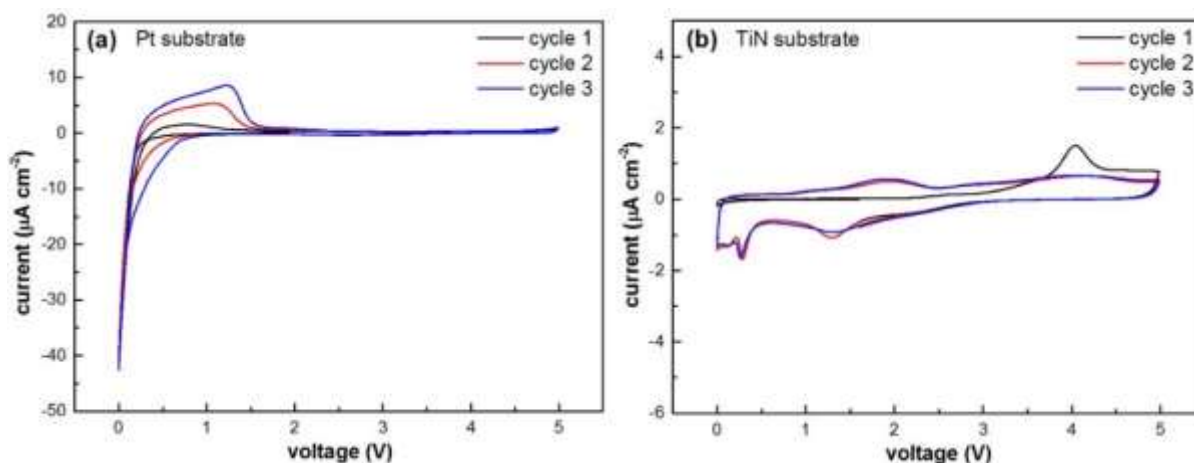 (a) Pt substrate
cycle 1
cycle 2
cycle 3
20
10
0
-10
-20
-30
-40
-50
current (µA cm⁻²)
0 1 2 3 4 5
voltage (V)
(b) TiN substrate
cycle 1
cycle 2
cycle 3
4
2
0
-2
-4
-6
current (µA cm⁻²)
0 1 2 3 4 5
voltage (V)